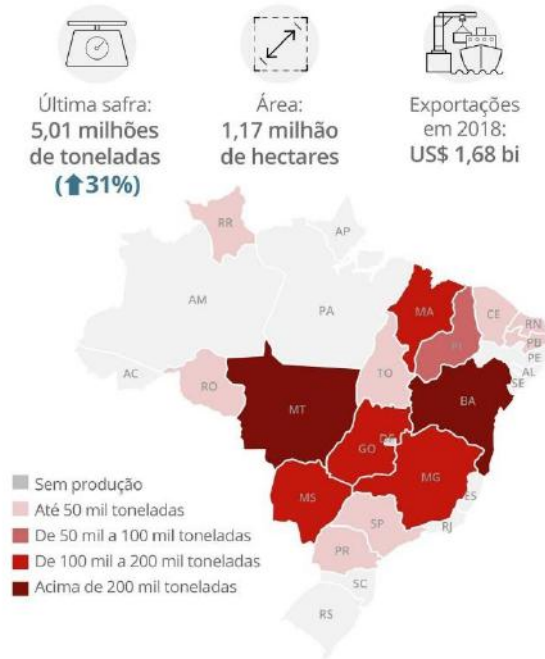 Última safra:
5,01 milhões
de toneladas
(⬆31%)
Área:
1,17 milhão
de hectares
Exportações
em 2018:
US$ 1,68 bi
RR
AP
AM
PA
MA
CE
RN
PB
PE
AL
SE
PI
AC
RO
TO
MT
BA
DF
GO
MG
ES
MS
SP
RJ
PR
SC
RS
Sem produção
Até 50 mil toneladas
De 50 mil a 100 mil toneladas
De 100 mil a 200 mil toneladas
Acima de 200 mil toneladas